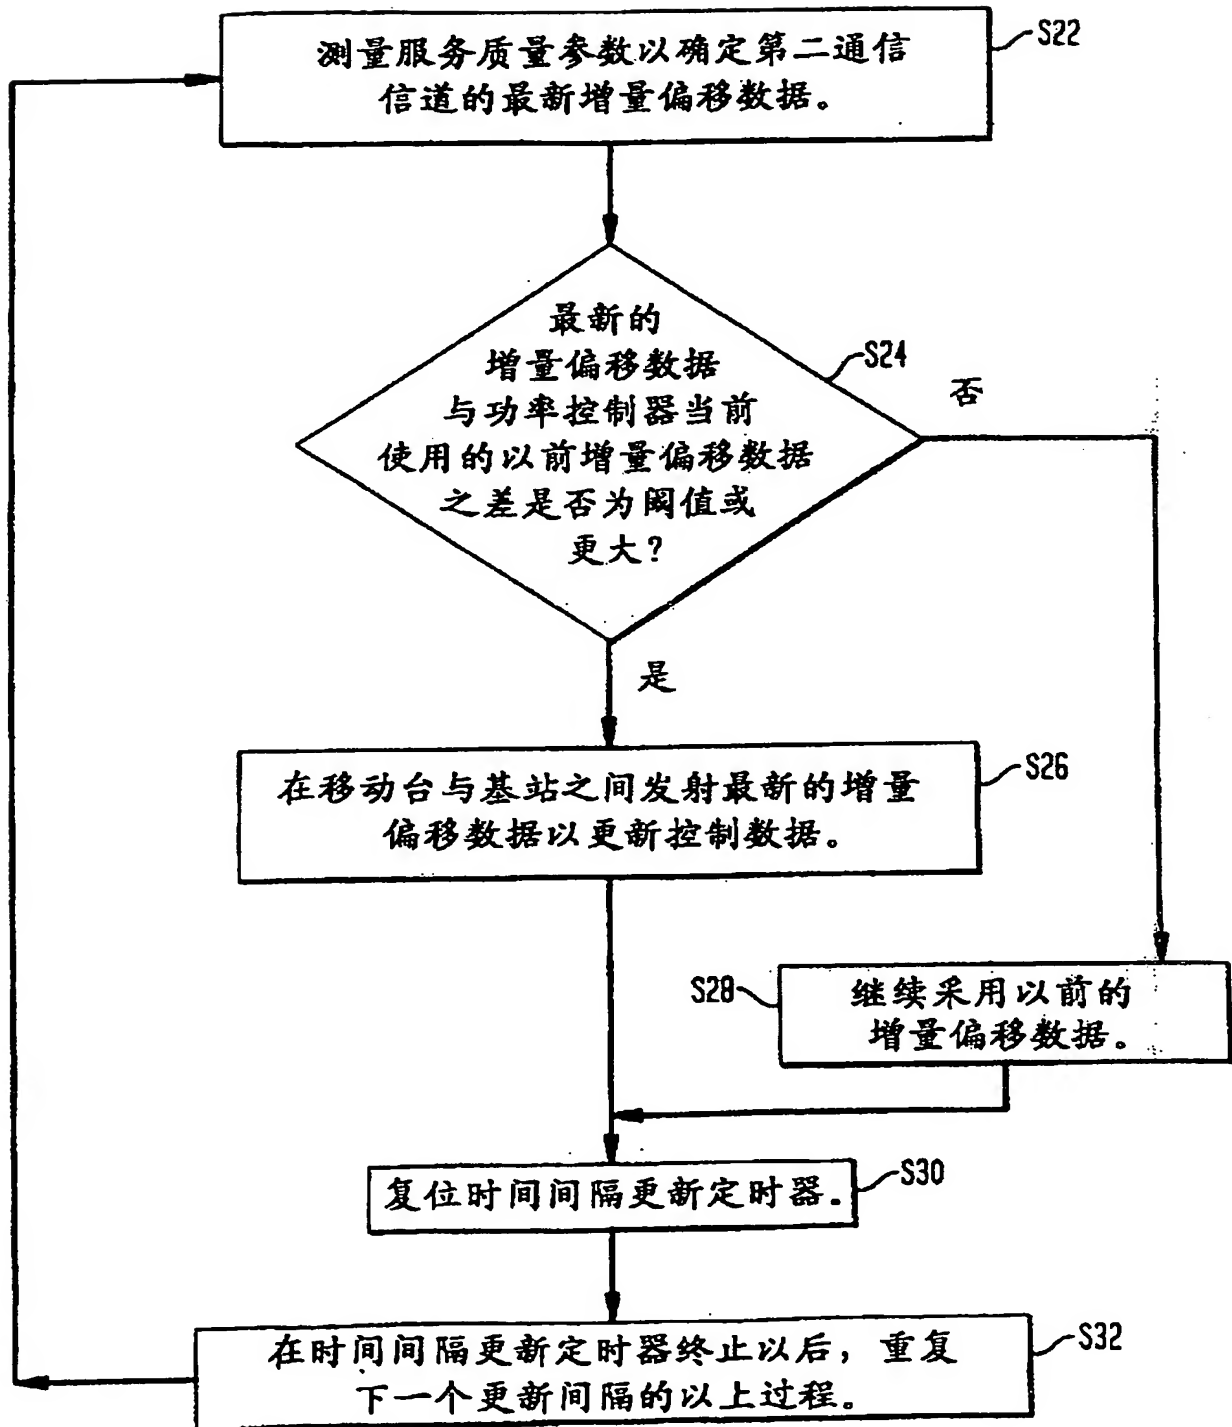 测量服务质量参数以确定第二通信
信道的最新增量偏移数据。
S22
最新的
增量偏移数据
与功率控制器当前
使用的以前增量偏移数据
之差是否为阈值或
更大?
S24
否
是
在移动台与基站之间发射最新的增量
偏移数据以更新控制数据。
S26
S28
继续采用以前的
增量偏移数据。
复位时间间隔更新定时器。
S30
在时间间隔更新定时器终止以后，重复
下一个更新间隔的以上过程。
S32